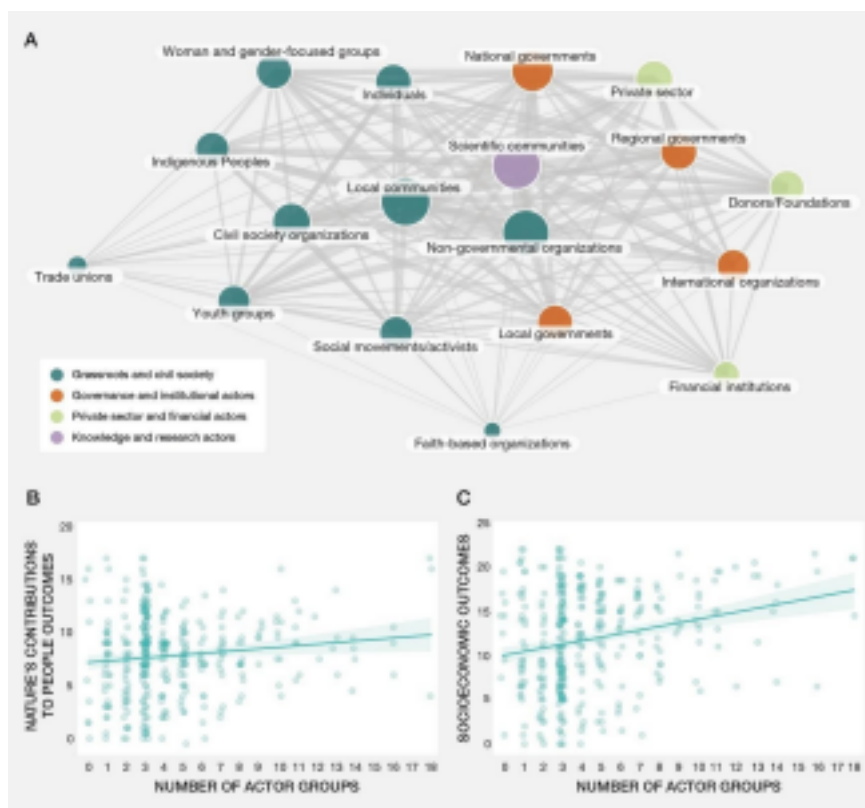 A
Woman and gender-focused groups
National governments
Individuals
Private sector
Regional governments
Scientific communities
Indigenous Peoples
Local communities
Donors/Foundations
Civil society organizations
Non-governmental organizations
Trade unions
International organizations
Youth groups
Local governments
Social movements/activists
Grassroots and civil society
Governance and institutional actors
Private sector and financial actors
Knowledge and research actors
Financial institutions
Faith-based organizations
B
NATURE'S CONTRIBUTIONS
TO PEOPLE OUTCOMES
20
15
10
5
0
0 1 2 3 4 5 6 7 8 9 10 11 12 13 14 15 16 17 18
NUMBER OF ACTOR GROUPS
C
SOCIOECONOMIC OUTCOMES
25
20
15
10
5
0
0 1 2 3 4 5 6 7 8 9 10 11 12 13 14 15 16 17 18
NUMBER OF ACTOR GROUPS